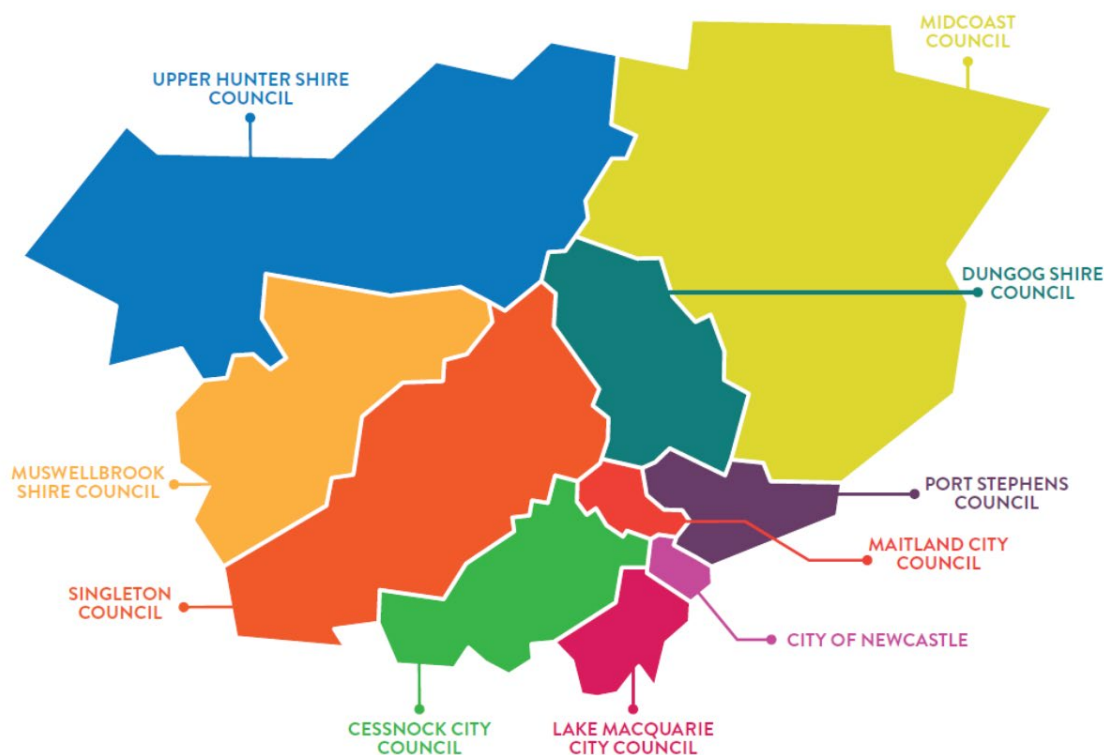 MIDCOAST
COUNCIL
UPPER HUNTER SHIRE
COUNCIL
DUNGOG SHIRE
COUNCIL
MUSWELLBROOK
SHIRE COUNCIL
PORT STEPHENS
COUNCIL
MAITLAND CITY
COUNCIL
SINGLETON
COUNCIL
CITY OF NEWCASTLE
CESSNOCK CITY
COUNCIL
LAKE MACQUARIE
CITY COUNCIL